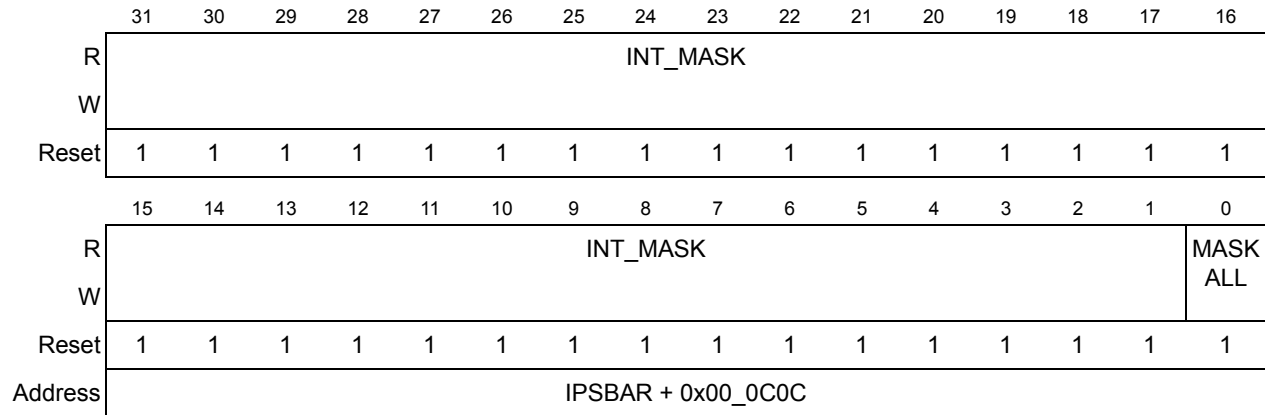 31 30 29 28 27 26 25 24 23 22 21 20 19 18 17 16
R INT_MASK
W
Reset 1 1 1 1 1 1 1 1 1 1 1 1 1 1 1 1
15 14 13 12 11 10 9 8 7 6 5 4 3 2 1 0
R INT_MASK MASK
W ALL
Reset 1 1 1 1 1 1 1 1 1 1 1 1 1 1 1 1
Address IPSBAR + 0x00_0C0C